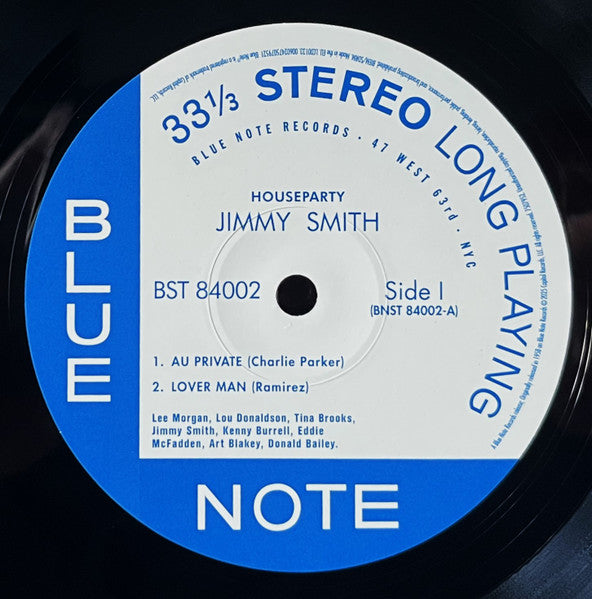 33⅓ STEREO LONG PLAYING
BLUE NOTE RECORDS · 47 WEST 63rd · NYC
HOUSEPARTY
JIMMY SMITH
BST 84002
Side I
(BNST 84002-A)
1. AU PRIVATE (Charlie Parker)
2. LOVER MAN (Ramirez)
Lee Morgan, Lou Donaldson, Tina Brooks,
Jimmy Smith, Kenny Burrell, Eddie
McFadden, Art Blakey, Donald Bailey.
BLUE
NOTE